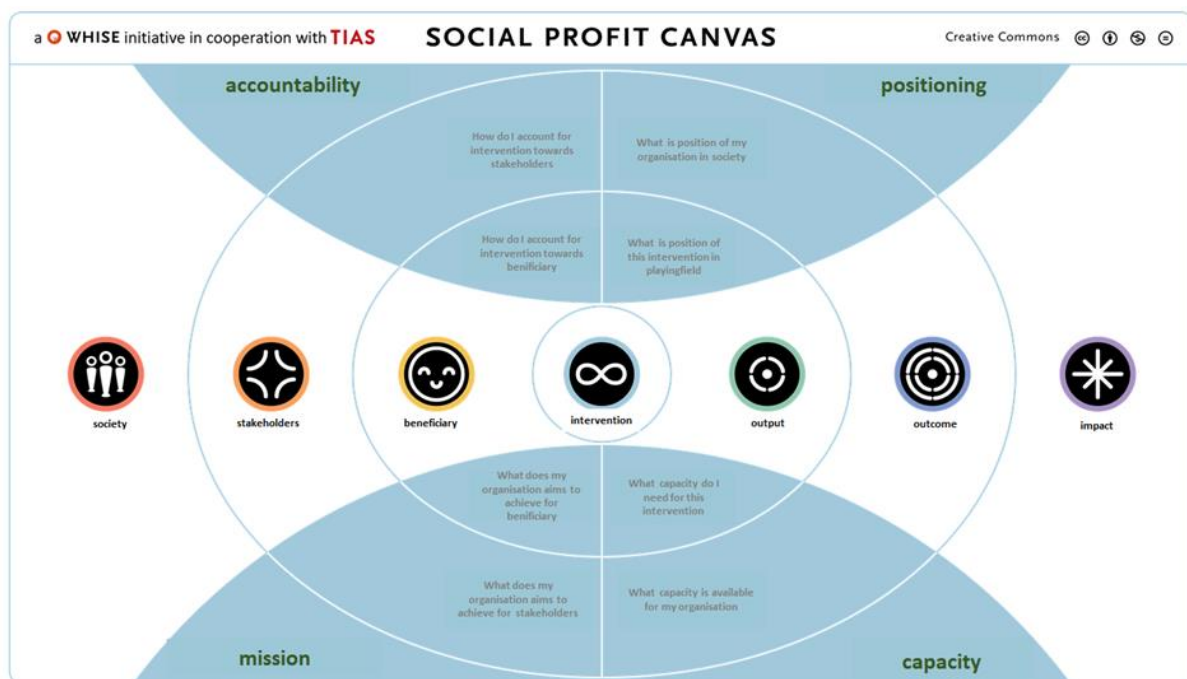 a WHISE initiative in cooperation with TIAS
SOCIAL PROFIT CANVAS
Creative Commons
accountability
positioning
How do I account for
intervention towards
stakeholders
What is position of my
organisation in society
How do I account for
intervention towards
benificiary
What is position of
this intervention in
playingfield
society
stakeholders
beneficiary
intervention
output
outcome
impact
What does my
organisation aims to
achieve for
benificiary
What capacity do I
need for this
intervention
What does my
organisation aims to
achieve for stakeholders
What capacity is available
for my organisation
mission
capacity